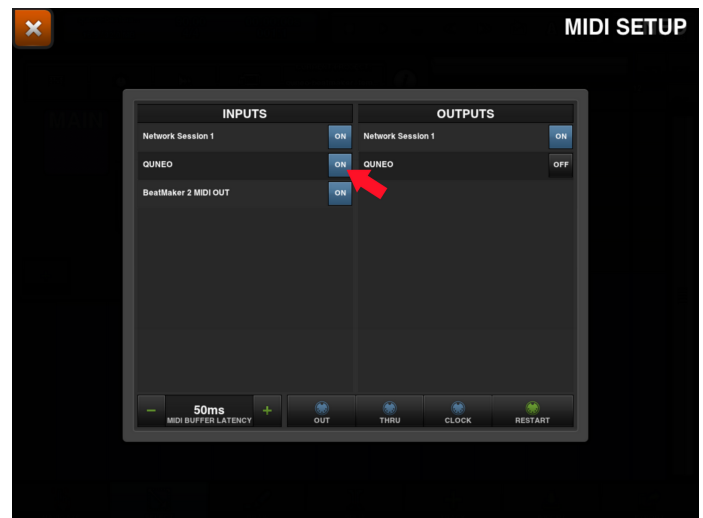 MIDI SETUP
INPUTS
Network Session 1 ON
QUNEO ON
BeatMaker 2 MIDI OUT ON
OUTPUTS
Network Session 1 ON
QUNEO OFF
− 50ms +
MIDI BUFFER LATENCY
OUT
THRU
CLOCK
RESTART